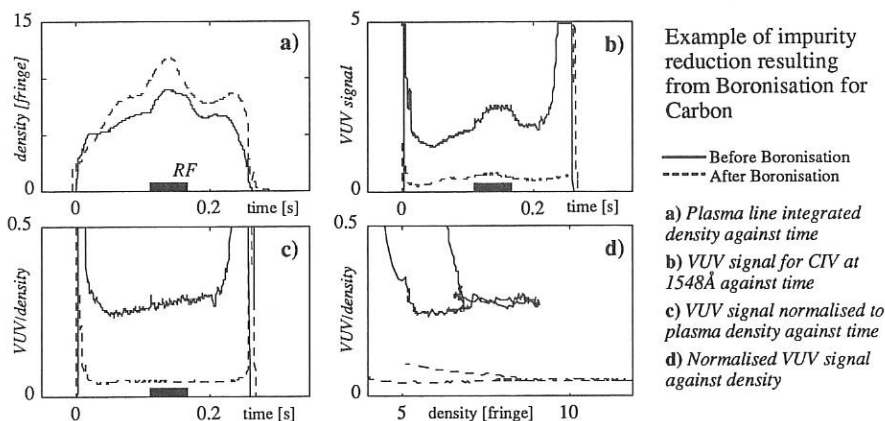 15
a)
density [fringe]
RF
0
0
0.2
time [s]
5
b)
VUV signal
0
0
0.2
time [s]
0.5
c)
VUV/density
0
0
0.2
time [s]
0.5
d)
VUV/density
0
5
density [fringe]
10
Example of impurity
reduction resulting
from Boronisation for
Carbon
Before Boronisation
After Boronisation
a) Plasma line integrated
density against time
b) VUV signal for CIV at
1548Å against time
c) VUV signal normalised to
plasma density against time
d) Normalised VUV signal
against density